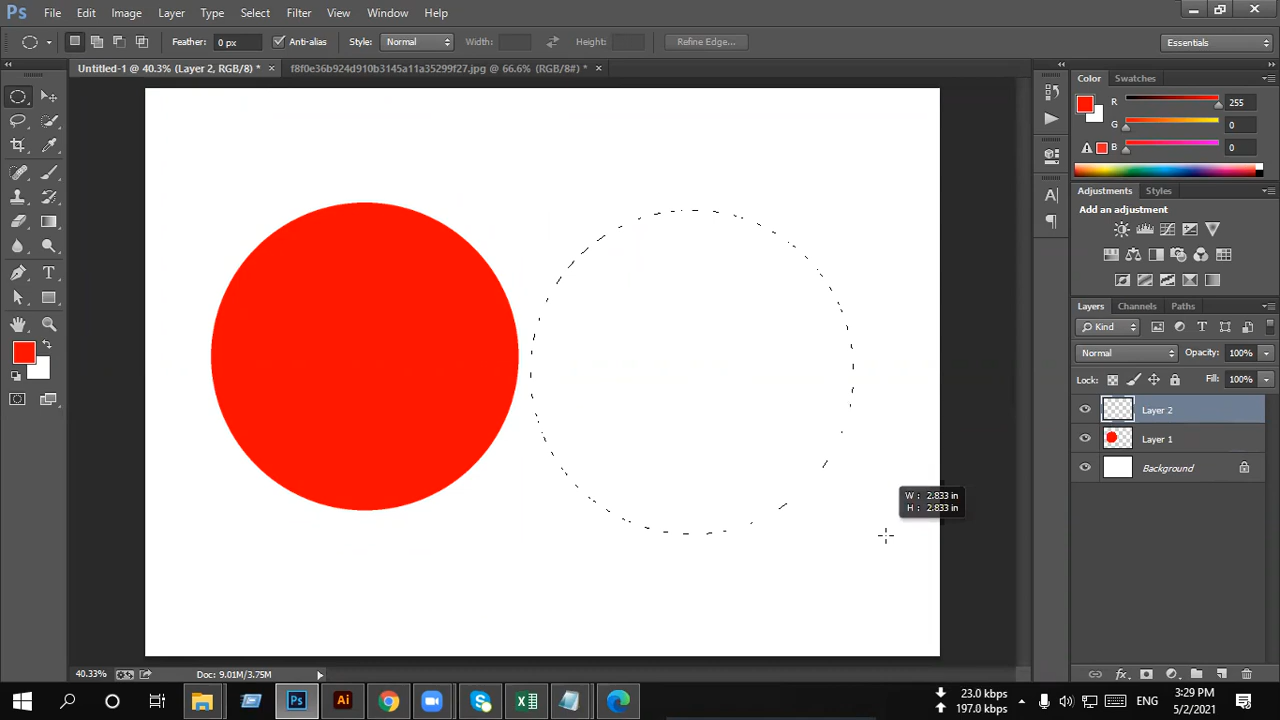 Ps File Edit Image Layer Type Select Filter View Window Help
Feather: 0 px Anti-alias Style: Normal Width: Height: Refine Edge... Essentials
Untitled-1 @ 40.3% (Layer 2, RGB/8) * × f8f0e36b924d910b3145a11a35299f27.jpg @ 66.6% (RGB/8#) * ×
Color Swatches
R 255
G 0
B 0
Adjustments Styles
Add an adjustment
Layers Channels Paths
Kind
Normal Opacity: 100%
Lock: Fill: 100%
Layer 2
Layer 1
Background
W : 2.833 in
H : 2.833 in
40.33% Doc: 9.01M/3.75M
Ps Ai
23.0 kbps
197.0 kbps
ENG
3:29 PM
5/2/2021